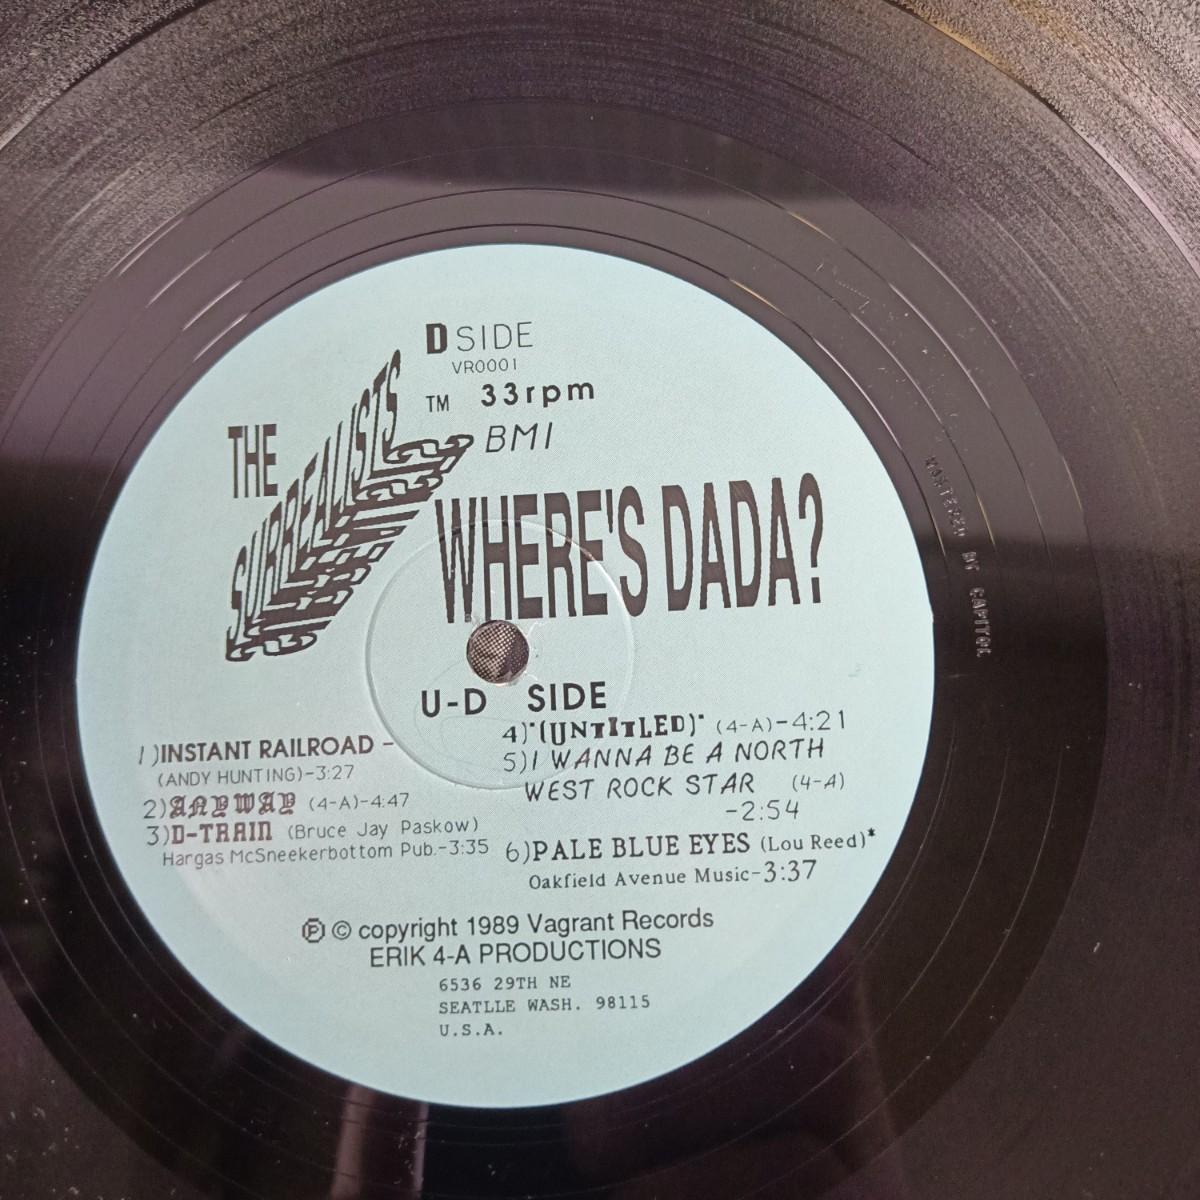 D SIDE
VR0001
TM 33rpm
BMI
THE
SURREALISTS
WHERE'S DADA?
U-D SIDE
1)INSTANT RAILROAD -
(ANDY HUNTING)-3:27
2)ANYWAY (4-A)-4:47
3)D-TRAIN (Bruce Jay Paskow)
Hargas McSneekerbottom Pub.-3:35
4)"(UNTITLED)" (4-A)-4:21
5)I WANNA BE A NORTH
WEST ROCK STAR (4-A)
-2:54
6)PALE BLUE EYES (Lou Reed)*
Oakfield Avenue Music-3:37
Ⓟ © copyright 1989 Vagrant Records
ERIK 4-A PRODUCTIONS
6536 29TH NE
SEATLLE WASH. 98115
U.S.A.
MASTERED BY CAPITOL